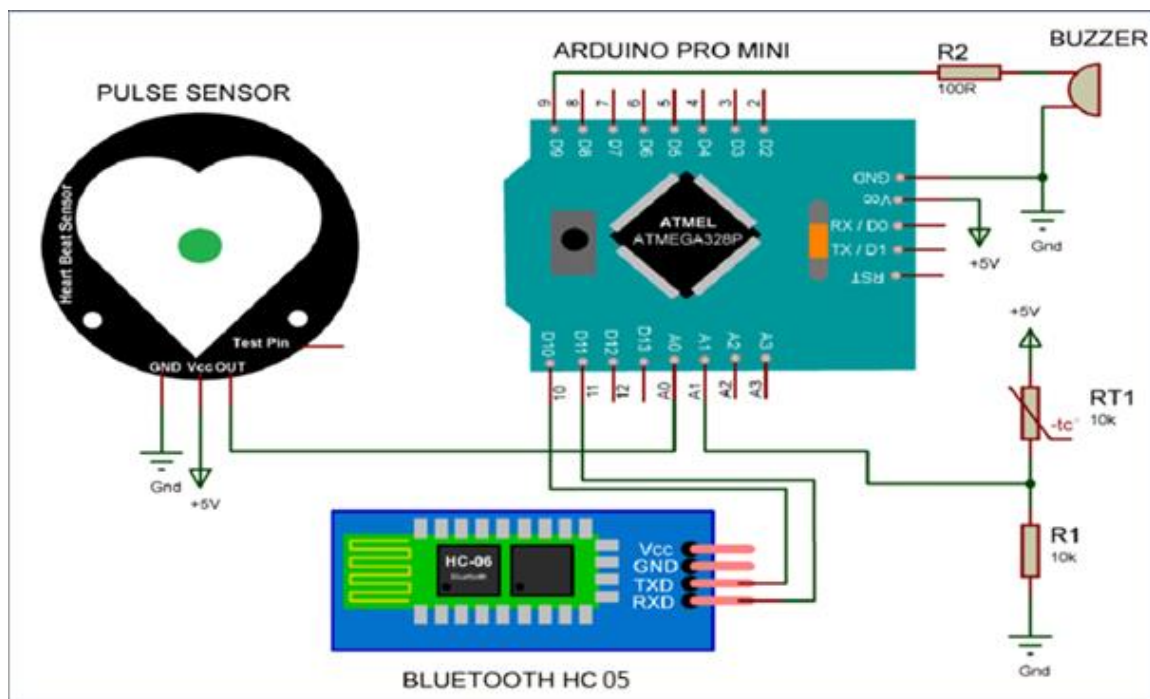 ARDUINO PRO MINI
BUZZER
R2
100R
PULSE SENSOR
9
8
7
6
5
4
3
2
D9
D8
D7
D6
D5
D4
D3
D2
GND
Vcc
RX / D0
TX / D1
RST
ATMEL
ATMEGA328P
Gnd
+5V
Heart Beat Sensor
Test Pin
GND Vcc OUT
Gnd
+5V
D10
D11
D12
D13
A0
A1
A2
A3
10
11
12
A0
A1
A2
A3
+5V
RT1
10k
-tc°
R1
10k
Gnd
HC-06
Bluetooth
Vcc
GND
TXD
RXD
BLUETOOTH HC 05